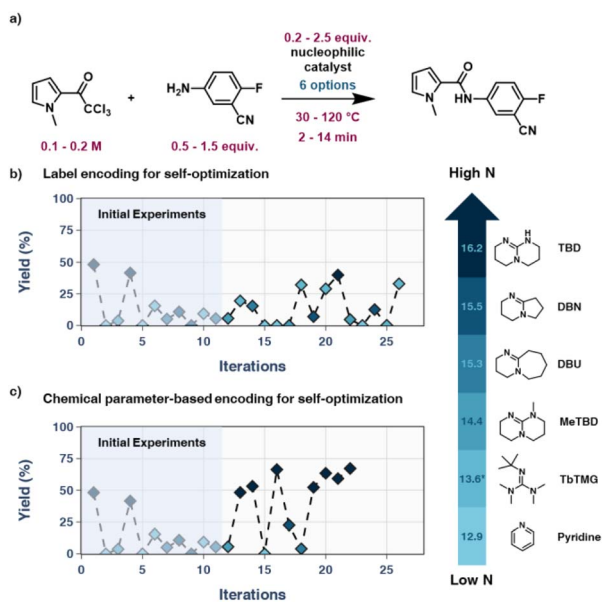 a)
0.2 - 2.5 equiv.
nucleophilic
catalyst
6 options
30 - 120 °C
2 - 14 min
O
N
CCl3
+
H2N
F
CN
O
N
N
H
F
CN
0.1 - 0.2 M
0.5 - 1.5 equiv.
b) Label encoding for self-optimization
High N
Yield (%)
100
75
50
25
0
Initial Experiments
0 5 10 15 20 25
Iterations
c) Chemical parameter-based encoding for self-optimization
Yield (%)
100
75
50
25
0
Initial Experiments
0 5 10 15 20 25
Iterations
16.2
H
N
N
N
TBD
15.5
N
N
DBN
15.3
N
N
DBU
14.4
N
N
N
MeTBD
13.6*
N
N
N
TbTMG
12.9
N
Pyridine
Low N